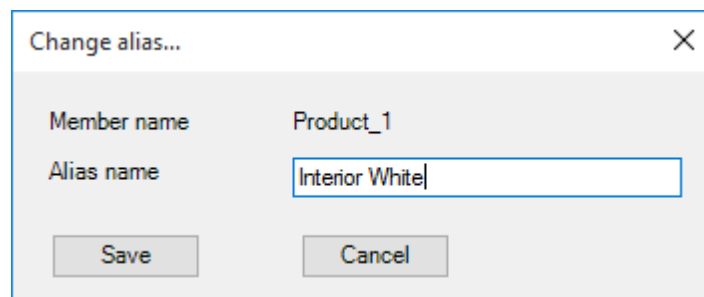 Change alias...
Member name Product_1
Alias name Interior White
Save Cancel